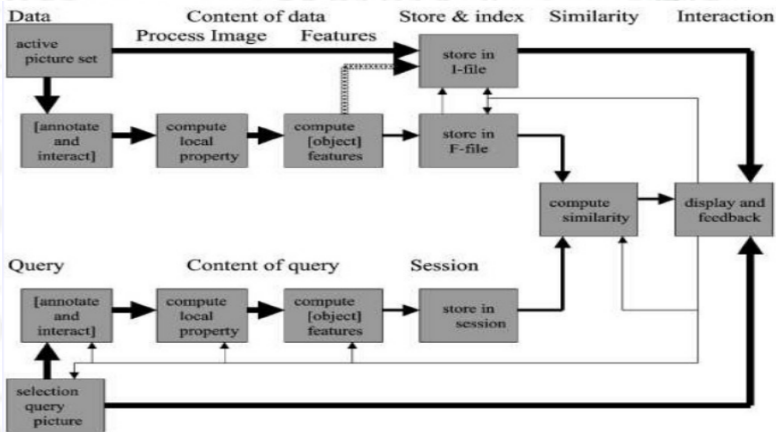 Data
Content of data
Store & index
Similarity
Interaction
Process Image
Features
active
picture set
store in
I-file
[annotate
and
interact]
compute
local
property
compute
[object]
features
store in
F-file
compute
similarity
display and
feedback
Query
Content of query
Session
[annotate
and
interact]
compute
local
property
compute
[object]
features
store in
session
selection
query
picture